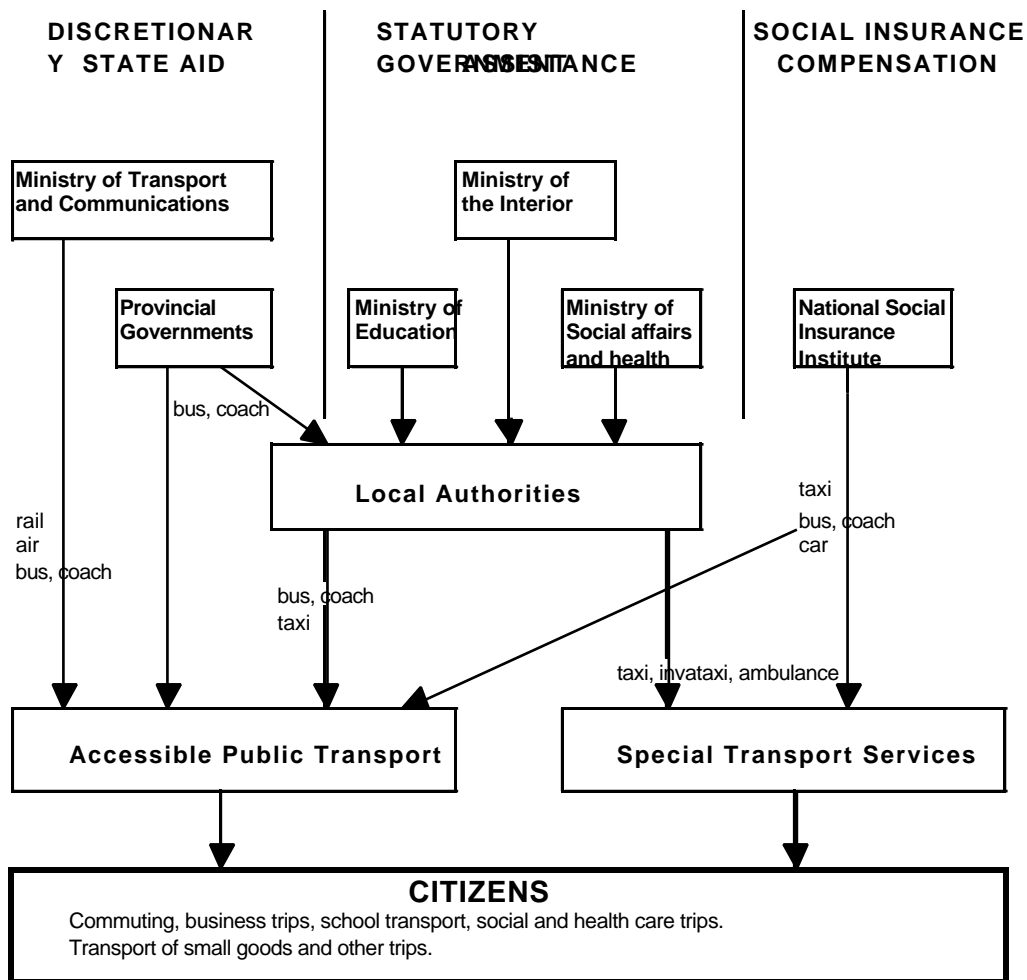 DISCRETIONAR
Y STATE AID
STATUTORY
GOVERNMENT ASSISTANCE
SOCIAL INSURANCE
COMPENSATION
Ministry of Transport
and Communications
Ministry of
the Interior
Provincial
Governments
Ministry of
Education
Ministry of
Social affairs
and health
National Social
Insurance
Institute
bus, coach
Local Authorities
taxi
bus, coach
car
rail
air
bus, coach
bus, coach
taxi
taxi, invataxi, ambulance
Accessible Public Transport
Special Transport Services
CITIZENS
Commuting, business trips, school transport, social and health care trips.
Transport of small goods and other trips.